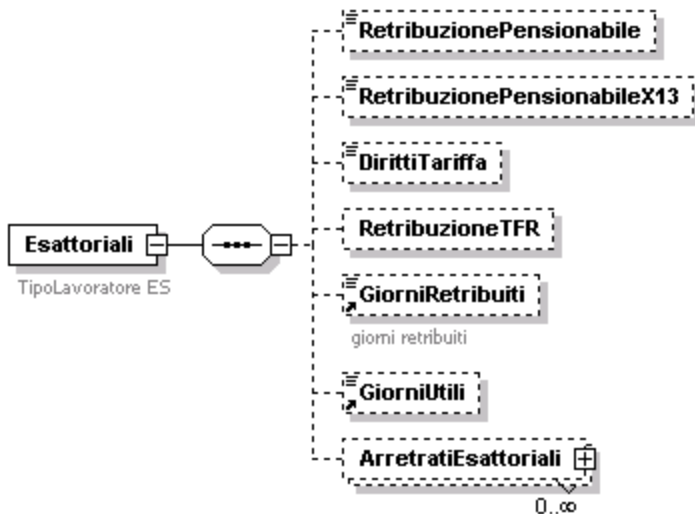 RetribuzionePensionabile
RetribuzionePensionabileX13
DirittiTariffa
Esattoriali
TipoLavoratore ES
RetribuzioneTFR
GiorniRetribuiti
giorni retribuiti
GiorniUtili
ArretratiEsattoriali
0..∞